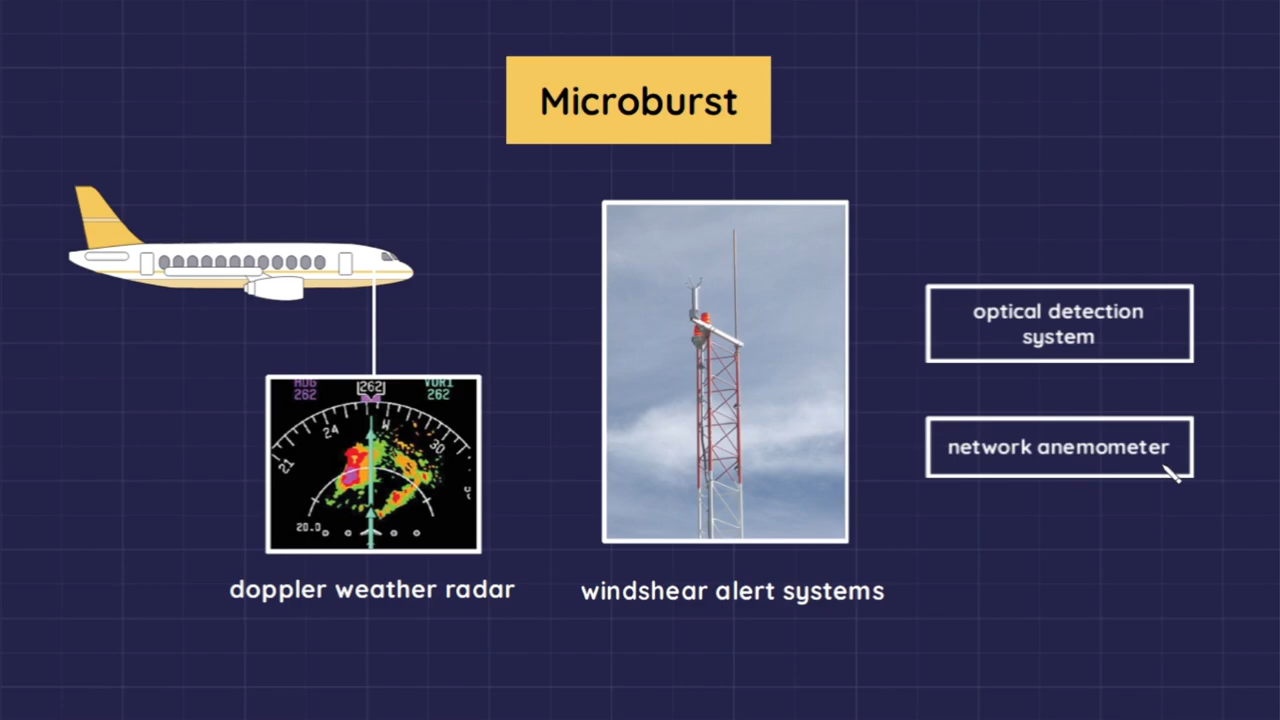 Microburst
262
262
VOR1
262
24
W
30
21
20.0
doppler weather radar
windshear alert systems
optical detection
system
network anemometer